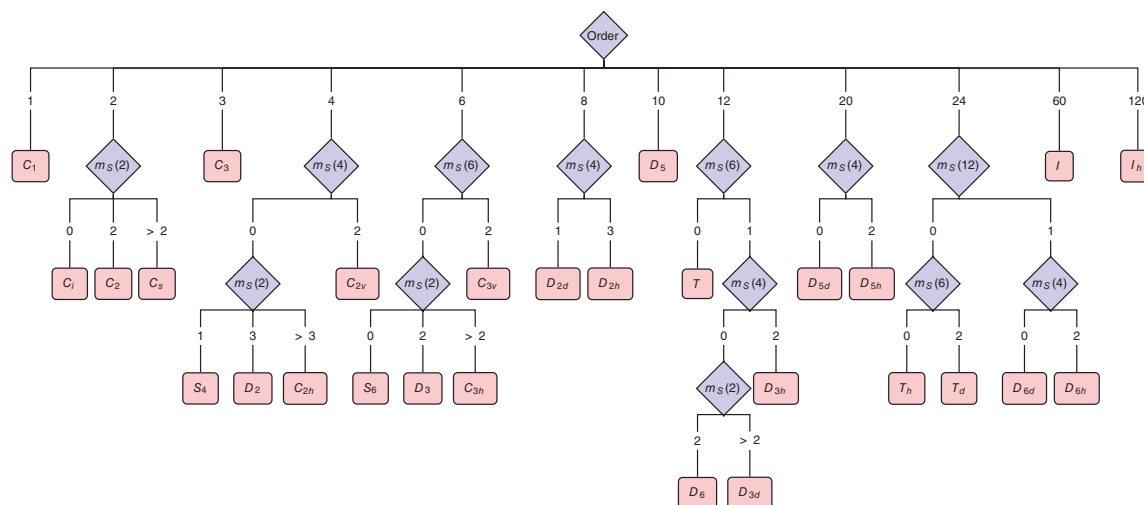 Order
1 2 3 4 6 8 10 12 20 24 60 120
C1 mS(2) C3 mS(4) mS(6) mS(4) D5 mS(6) mS(4) mS(12) I Ih
0 2 > 2 0 2 0 2 1 3 0 1 0 2 0 1
Ci C2 Cs mS(2) C2v mS(2) C3v D2d D2h T mS(4) D5d D5h mS(6) mS(4)
1 3 > 3 0 2 > 2 0 2 0 2 0 2
S4 D2 C2h S6 D3 C3h mS(2) D3h Th Td D6d D6h
2 > 2
D6 D3d